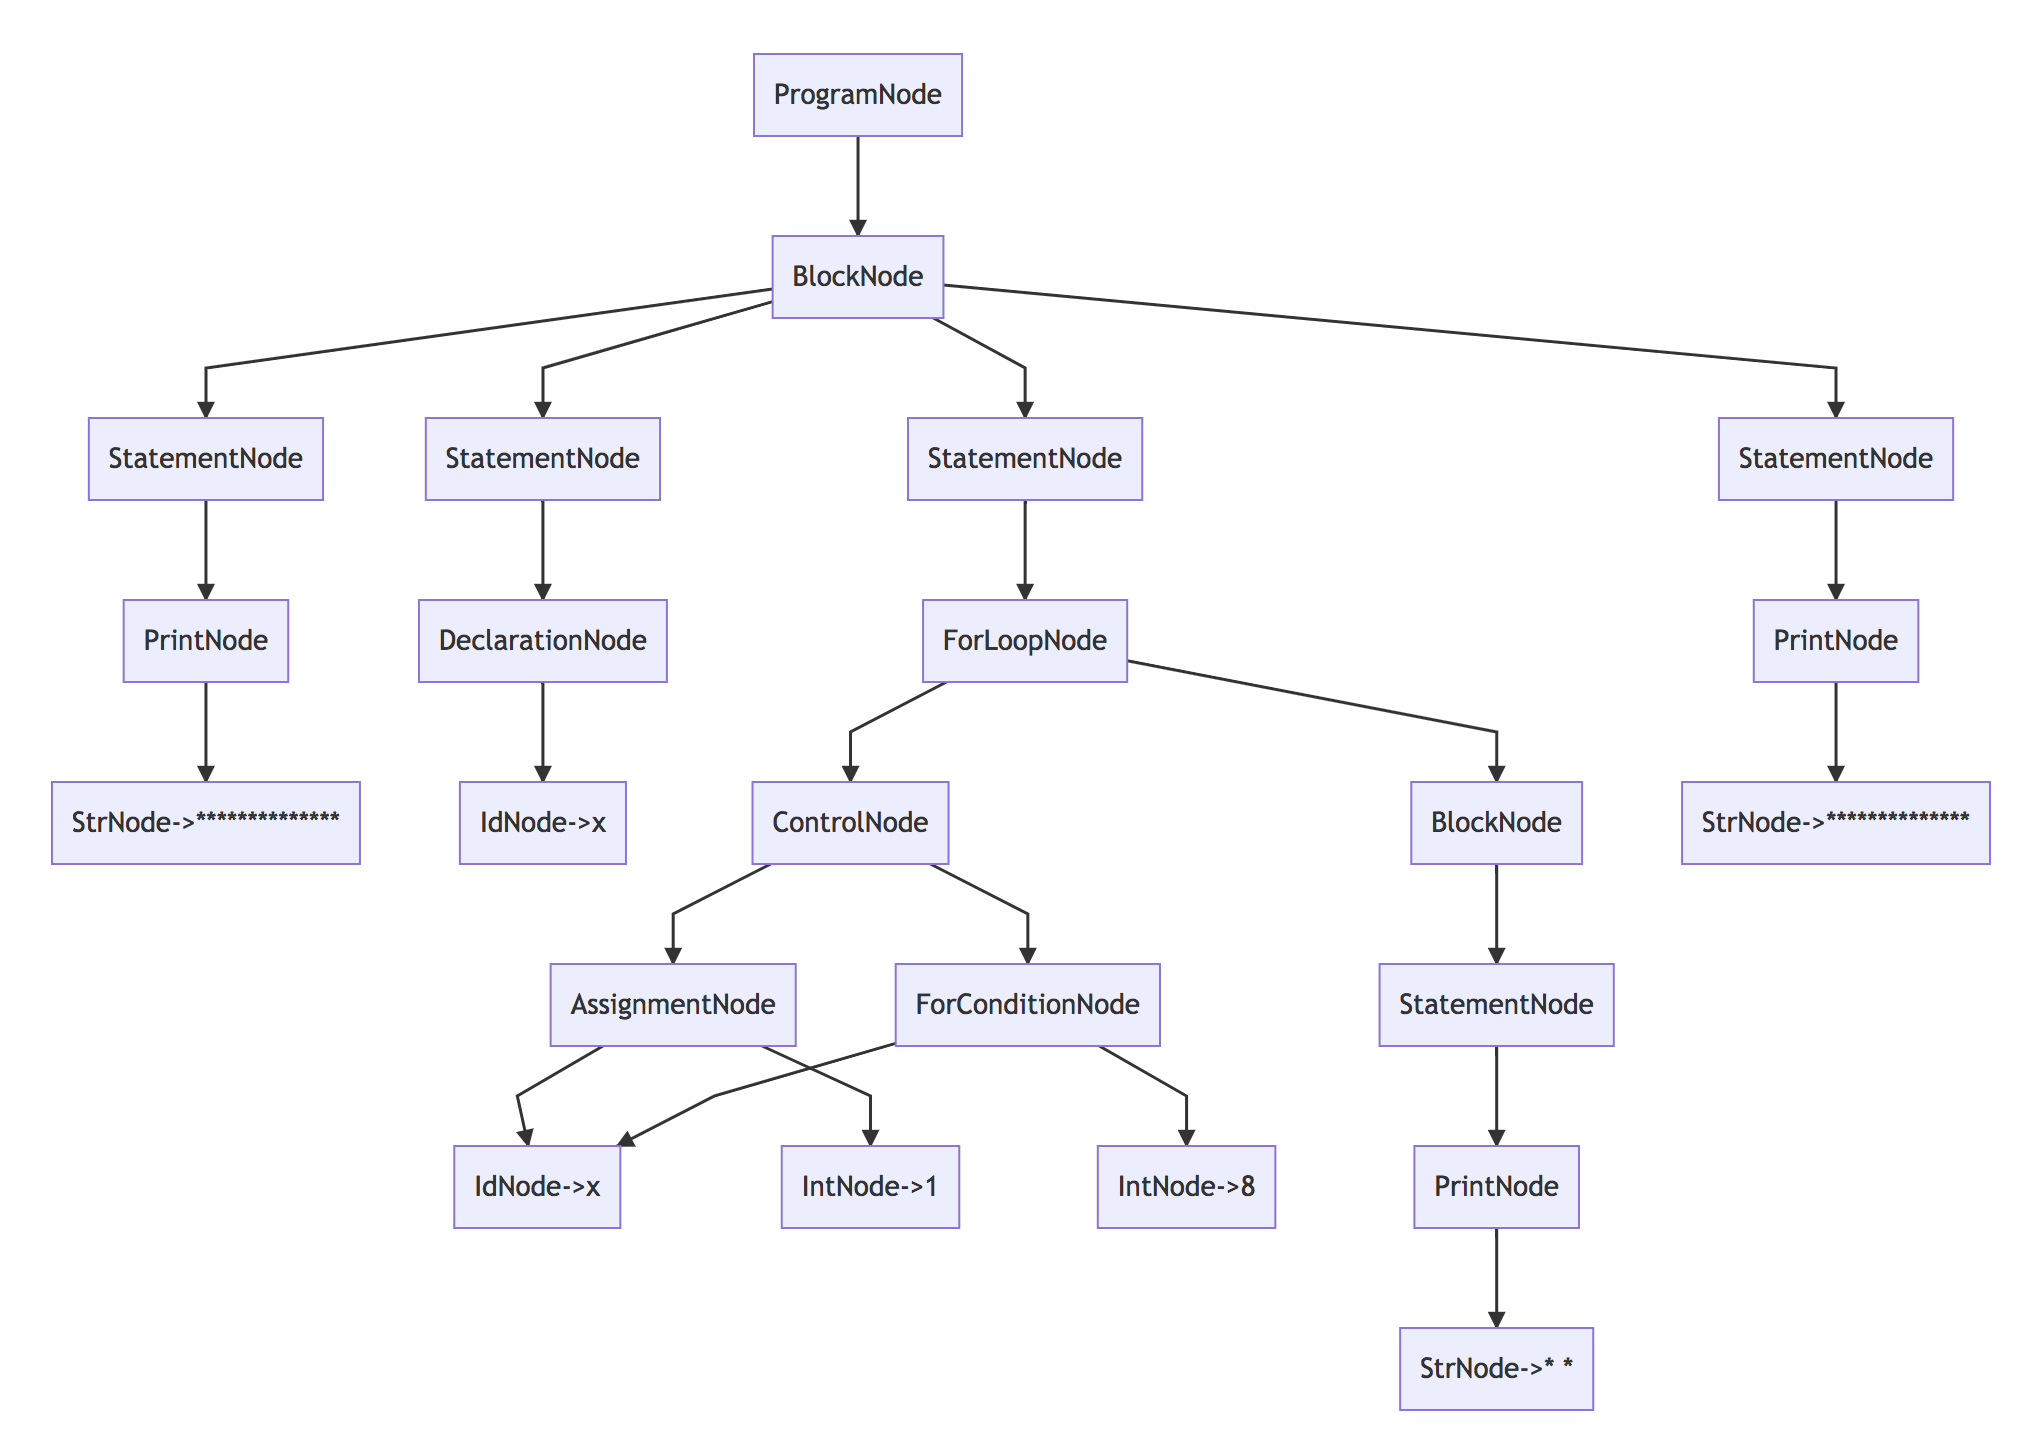 ProgramNode
BlockNode
StatementNode
StatementNode
StatementNode
StatementNode
PrintNode
DeclarationNode
ForLoopNode
PrintNode
StrNode->**************
IdNode->x
ControlNode
BlockNode
StrNode->**************
AssignmentNode
ForConditionNode
StatementNode
IdNode->x
IntNode->1
IntNode->8
PrintNode
StrNode->* *